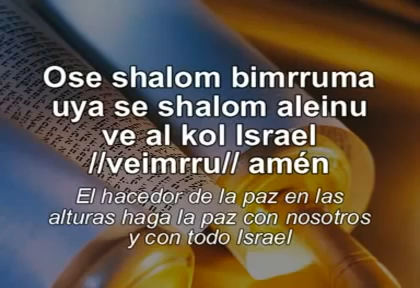 Ose shalom bimrruma
uya se shalom aleinu
ve al kol Israel
//veimrru// amén
El hacedor de la paz en las
alturas haga la paz con nosotros
y con todo Israel